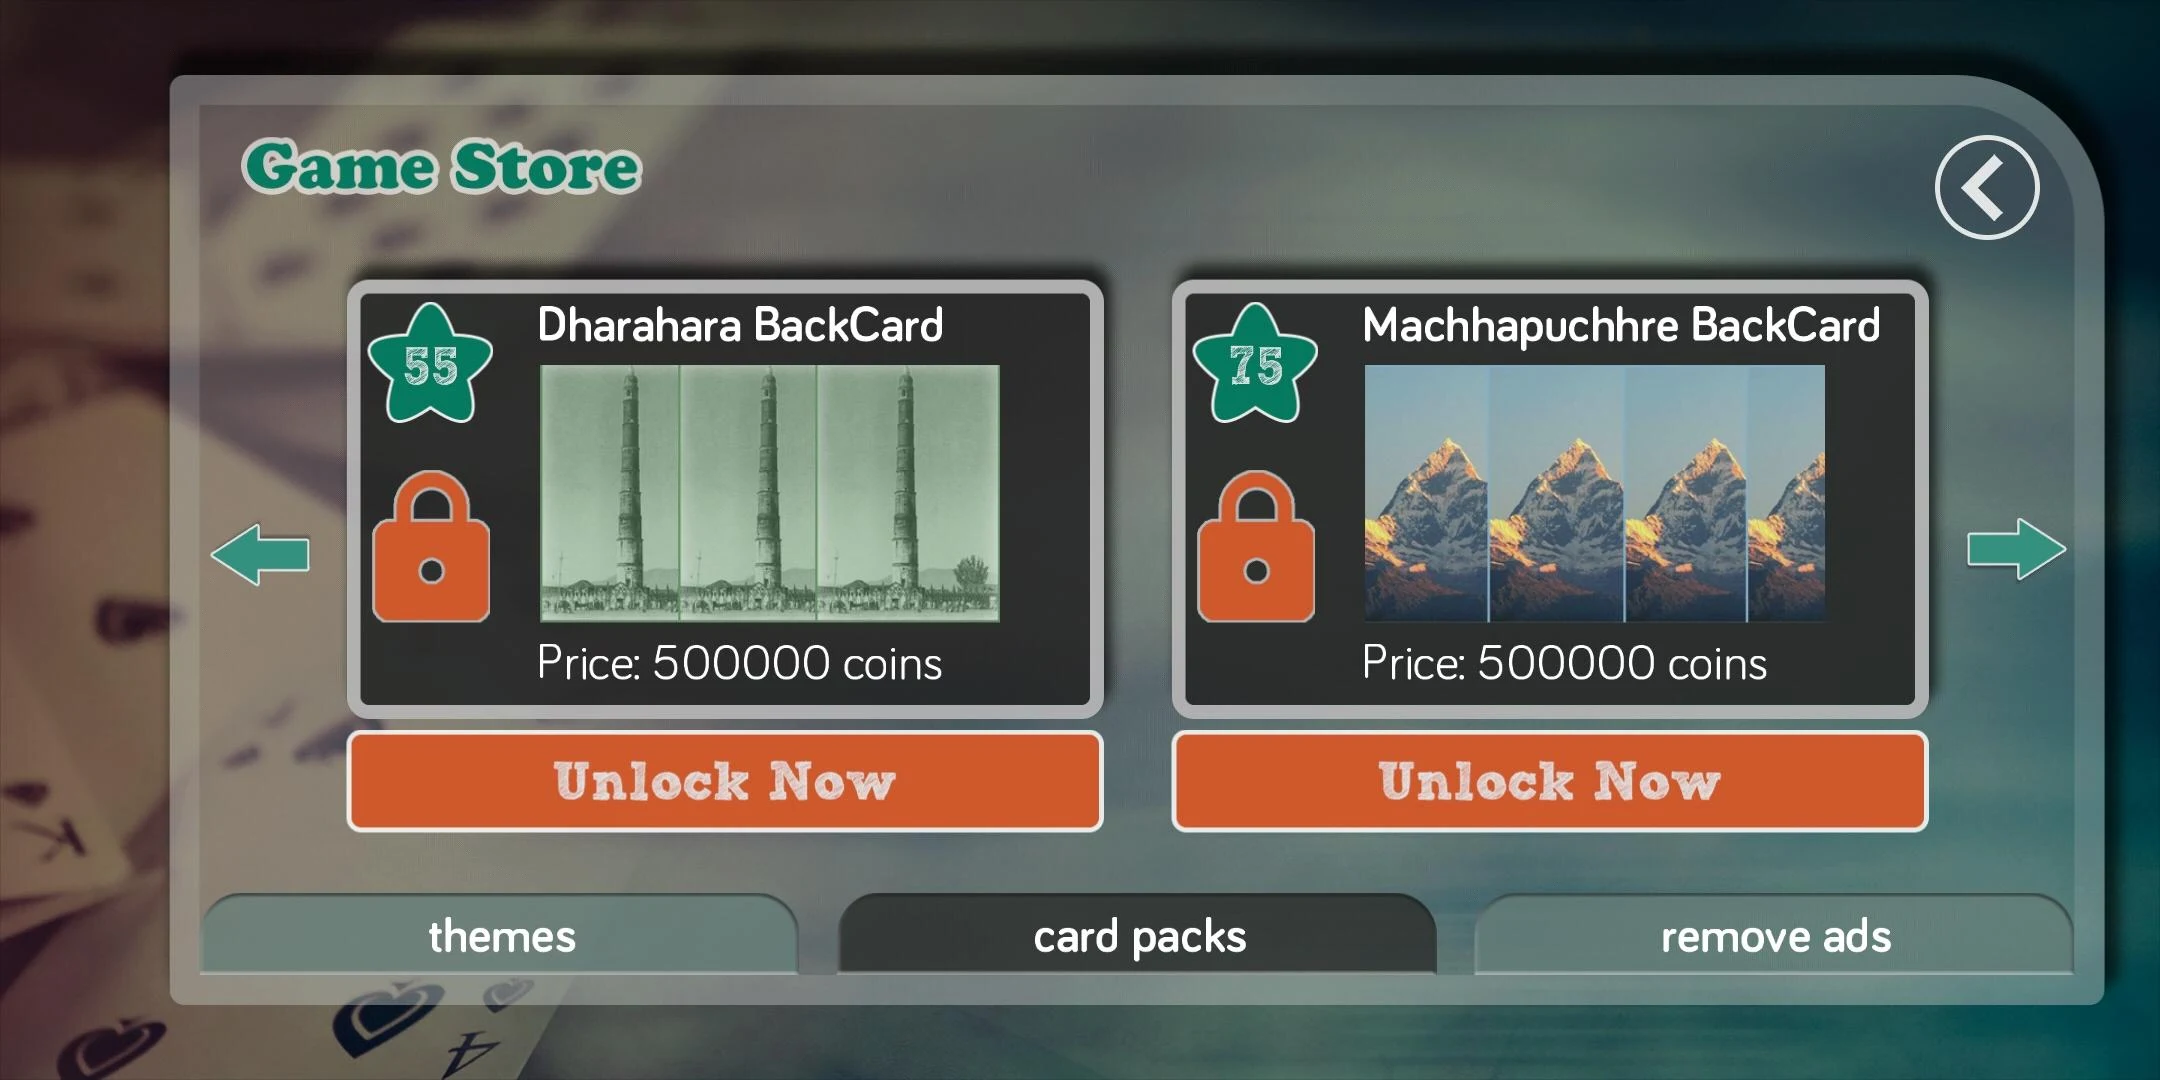 Game Store
55
Dharahara BackCard
Price: 500000 coins
Unlock Now
75
Machhapuchhre BackCard
Price: 500000 coins
Unlock Now
themes
card packs
remove ads
K
4